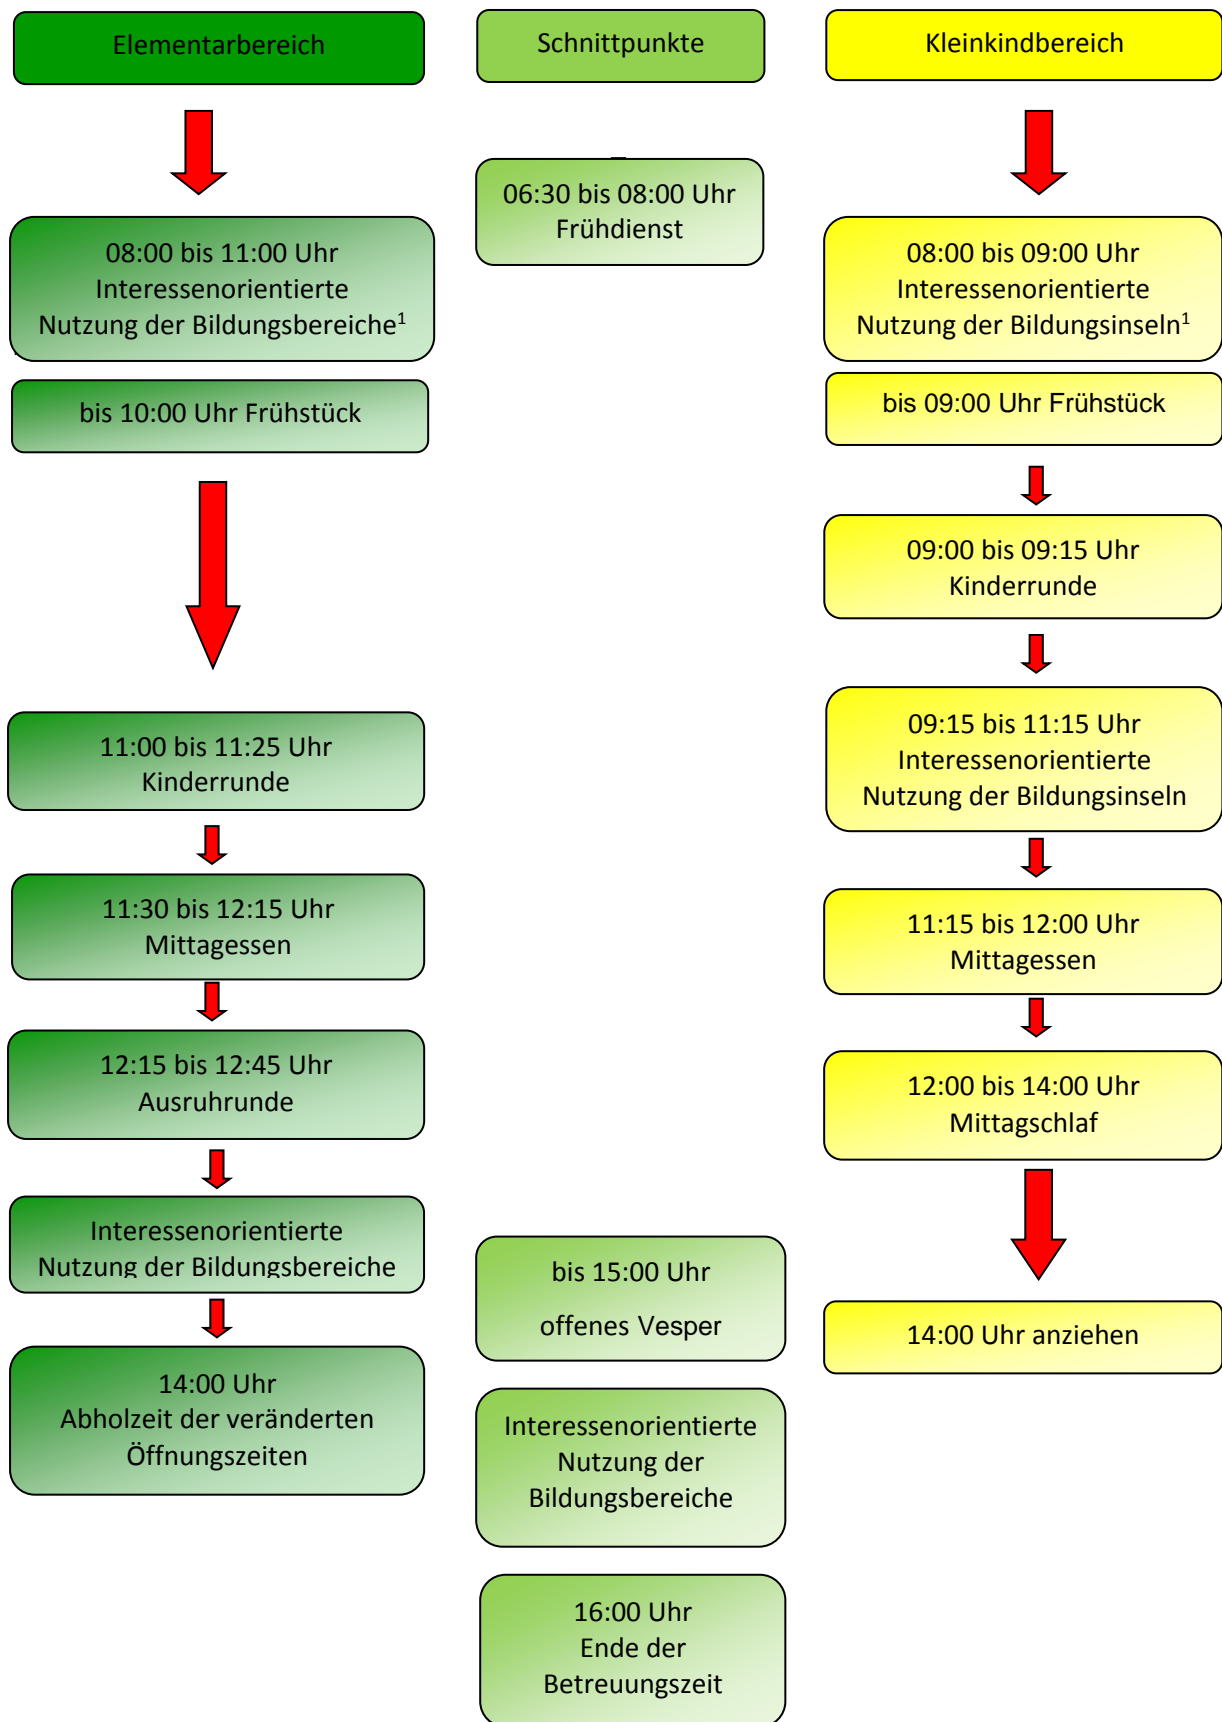 Elementarbereich
08:00 bis 11:00 Uhr
Interessenorientierte
Nutzung der Bildungsbereiche¹
bis 10:00 Uhr Frühstück
11:00 bis 11:25 Uhr
Kinderrunde
11:30 bis 12:15 Uhr
Mittagessen
12:15 bis 12:45 Uhr
Ausruhrunde
Interessenorientierte
Nutzung der Bildungsbereiche
14:00 Uhr
Abholzeit der veränderten
Öffnungszeiten
Schnittpunkte
06:30 bis 08:00 Uhr
Frühdienst
bis 15:00 Uhr
offenes Vesper
Interessenorientierte
Nutzung der
Bildungsbereiche
16:00 Uhr
Ende der
Betreuungszeit
Kleinkindbereich
08:00 bis 09:00 Uhr
Interessenorientierte
Nutzung der Bildungsinseln¹
bis 09:00 Uhr Frühstück
09:00 bis 09:15 Uhr
Kinderrunde
09:15 bis 11:15 Uhr
Interessenorientierte
Nutzung der Bildungsinseln
11:15 bis 12:00 Uhr
Mittagessen
12:00 bis 14:00 Uhr
Mittagschlaf
14:00 Uhr anziehen